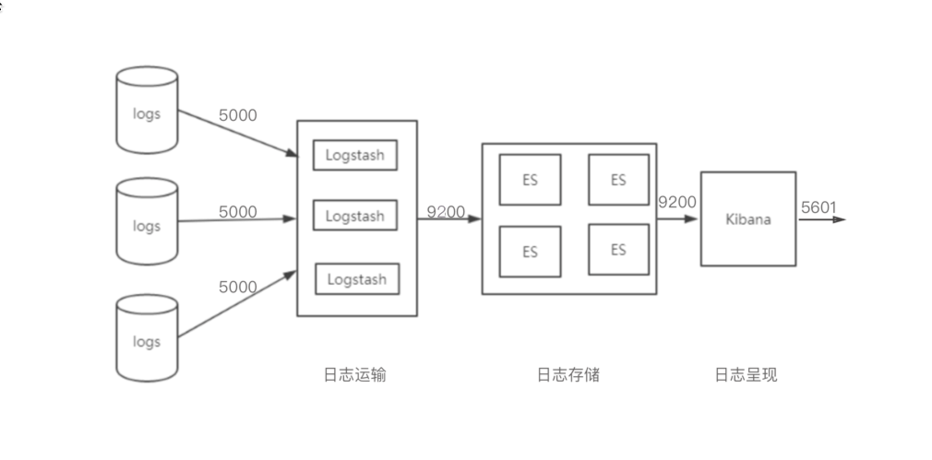 logs
5000
logs
5000
logs
5000
Logstash
Logstash
Logstash
9200
ES
ES
ES
ES
9200
Kibana
5601
日志运输
日志存储
日志呈现